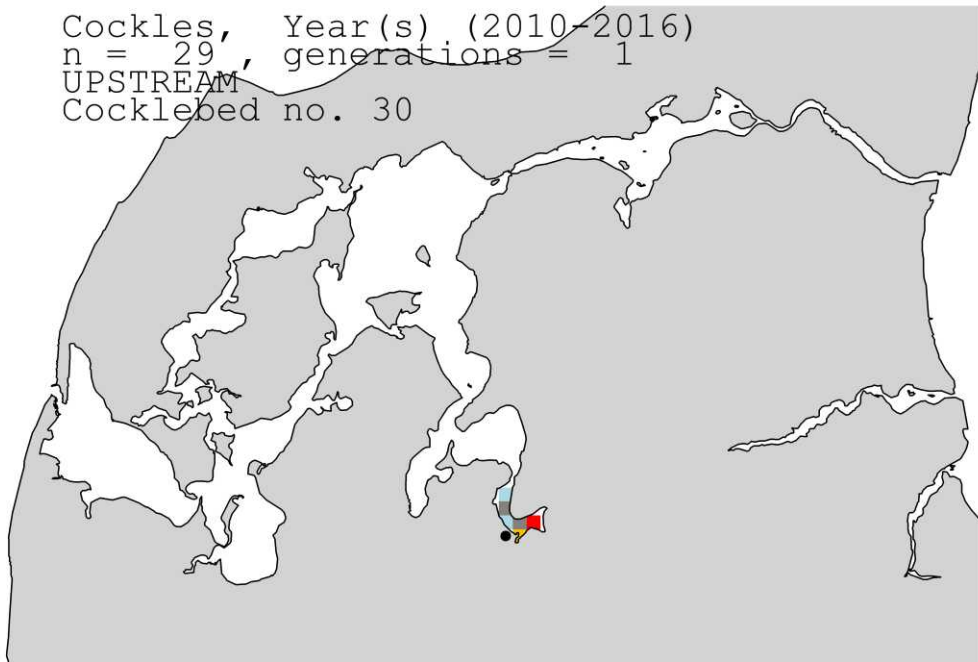 Cockles, Year(s) (2010-2016)
n = 29 , generations = 1
UPSTREAM
Cocklebed no. 30